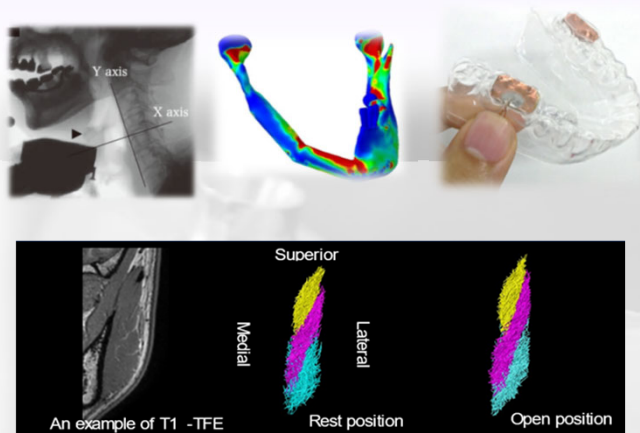 Y axis
X axis
Superior
Medial
Lateral
An example of T1 -TFE
Rest position
Open position